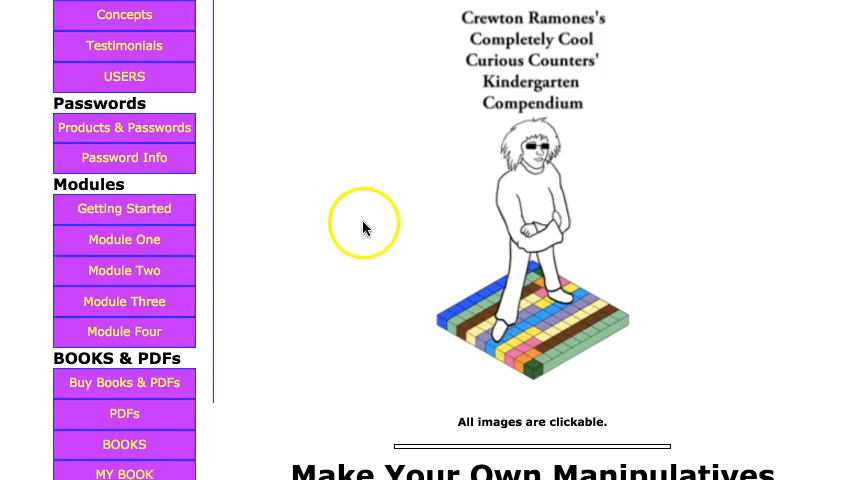 Concepts
Testimonials
USERS
Passwords
Products & Passwords
Password Info
Modules
Getting Started
Module One
Module Two
Module Three
Module Four
BOOKS & PDFs
Buy Books & PDFs
PDFs
BOOKS
MY BOOK
Crewton Ramones's
Completely Cool
Curious Counters'
Kindergarten
Compendium
All images are clickable.
Make Your Own Manipulatives